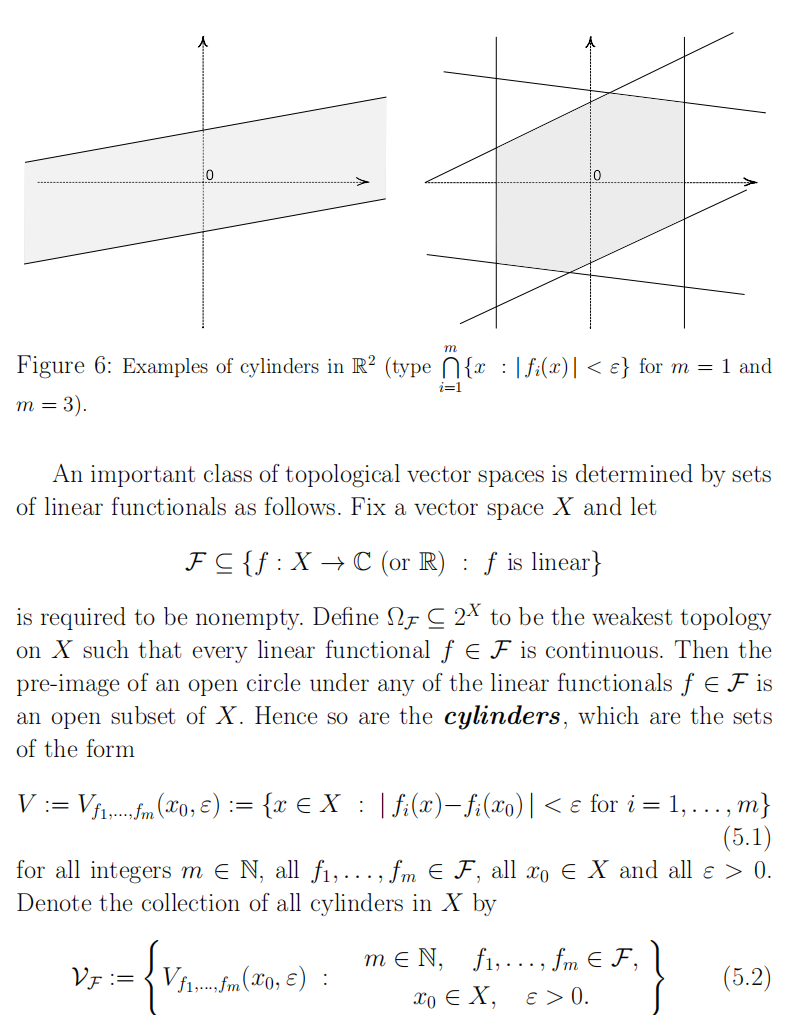 0
0
Figure 6: Examples of cylinders in ℝ² (type ⋂_{i=1}^{m}{x : |f_i(x)| < ε} for m = 1 and
m = 3).
An important class of topological vector spaces is determined by sets
of linear functionals as follows. Fix a vector space X and let
ℱ ⊆ {f : X → ℂ (or ℝ) : f is linear}
is required to be nonempty. Define Ω_ℱ ⊆ 2^X to be the weakest topology
on X such that every linear functional f ∈ ℱ is continuous. Then the
pre-image of an open circle under any of the linear functionals f ∈ ℱ is
an open subset of X. Hence so are the cylinders, which are the sets
of the form
V := V_{f_1,...,f_m}(x_0, ε) := {x ∈ X : |f_i(x)−f_i(x_0)| < ε for i = 1, . . . , m}
(5.1)
for all integers m ∈ ℕ, all f_1, . . . , f_m ∈ ℱ, all x_0 ∈ X and all ε > 0.
Denote the collection of all cylinders in X by
𝒱_ℱ := { V_{f_1,...,f_m}(x_0, ε) : m ∈ ℕ, f_1, . . . , f_m ∈ ℱ, x_0 ∈ X, ε > 0. } (5.2)